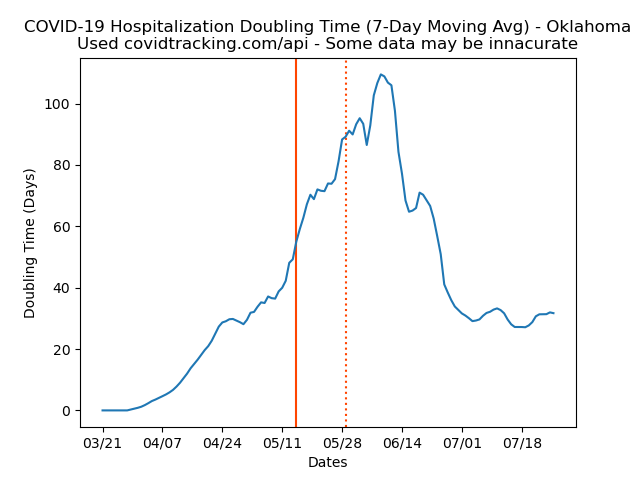 COVID-19 Hospitalization Doubling Time (7-Day Moving Avg) - Oklahoma
Used covidtracking.com/api - Some data may be innacurate
Doubling Time (Days)
100
80
60
40
20
0
03/21 04/07 04/24 05/11 05/28 06/14 07/01 07/18
Dates